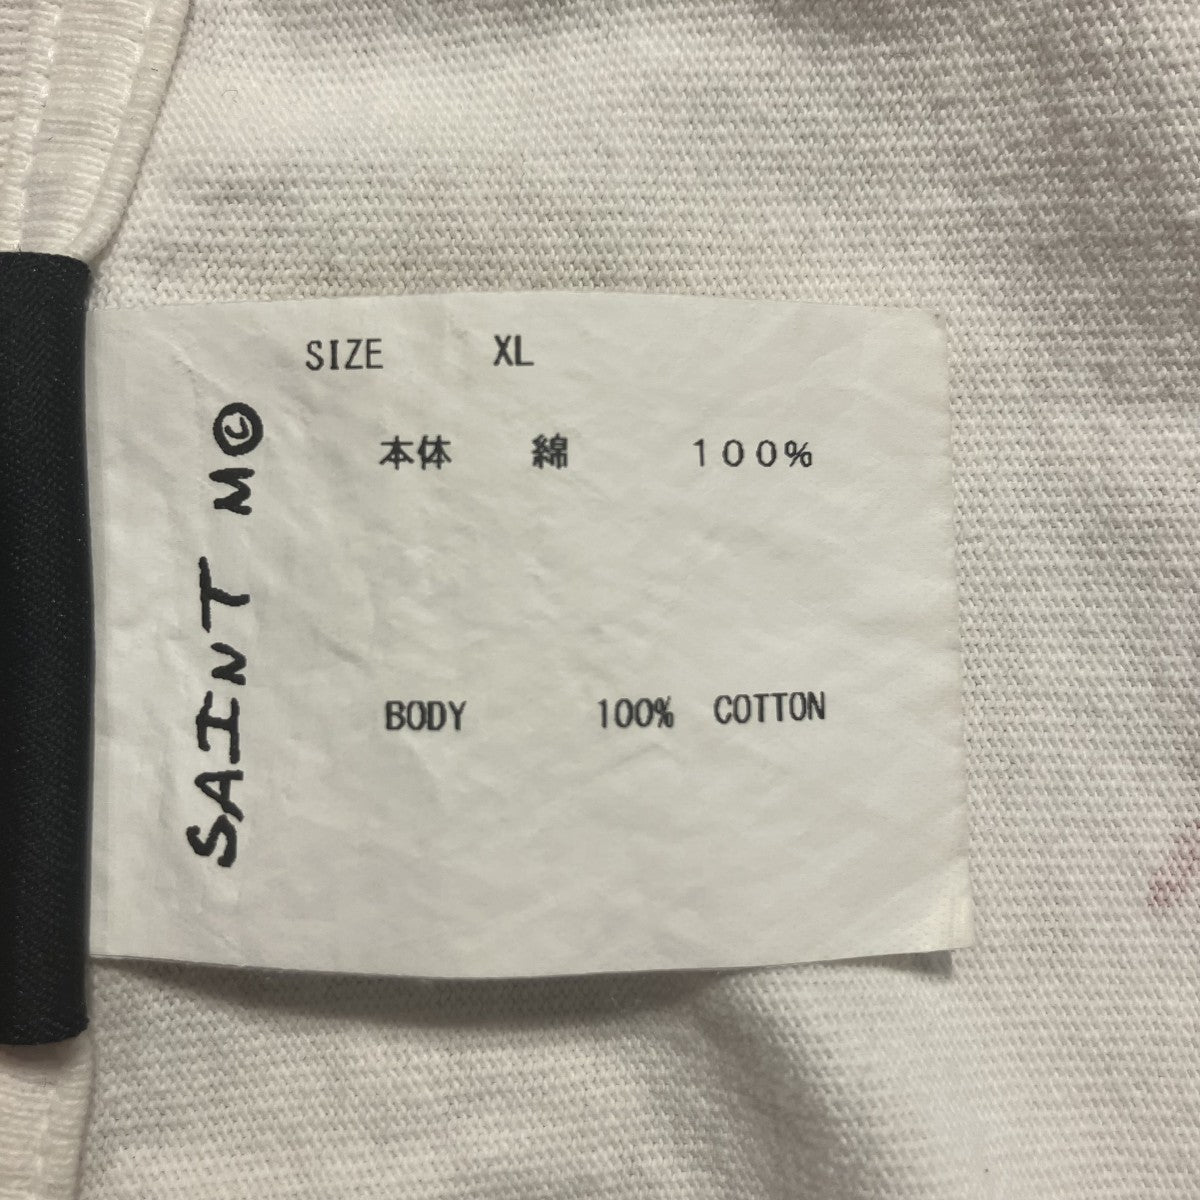 SIZE XL
本体 綿 100%
BODY 100% COTTON
SAINT M©